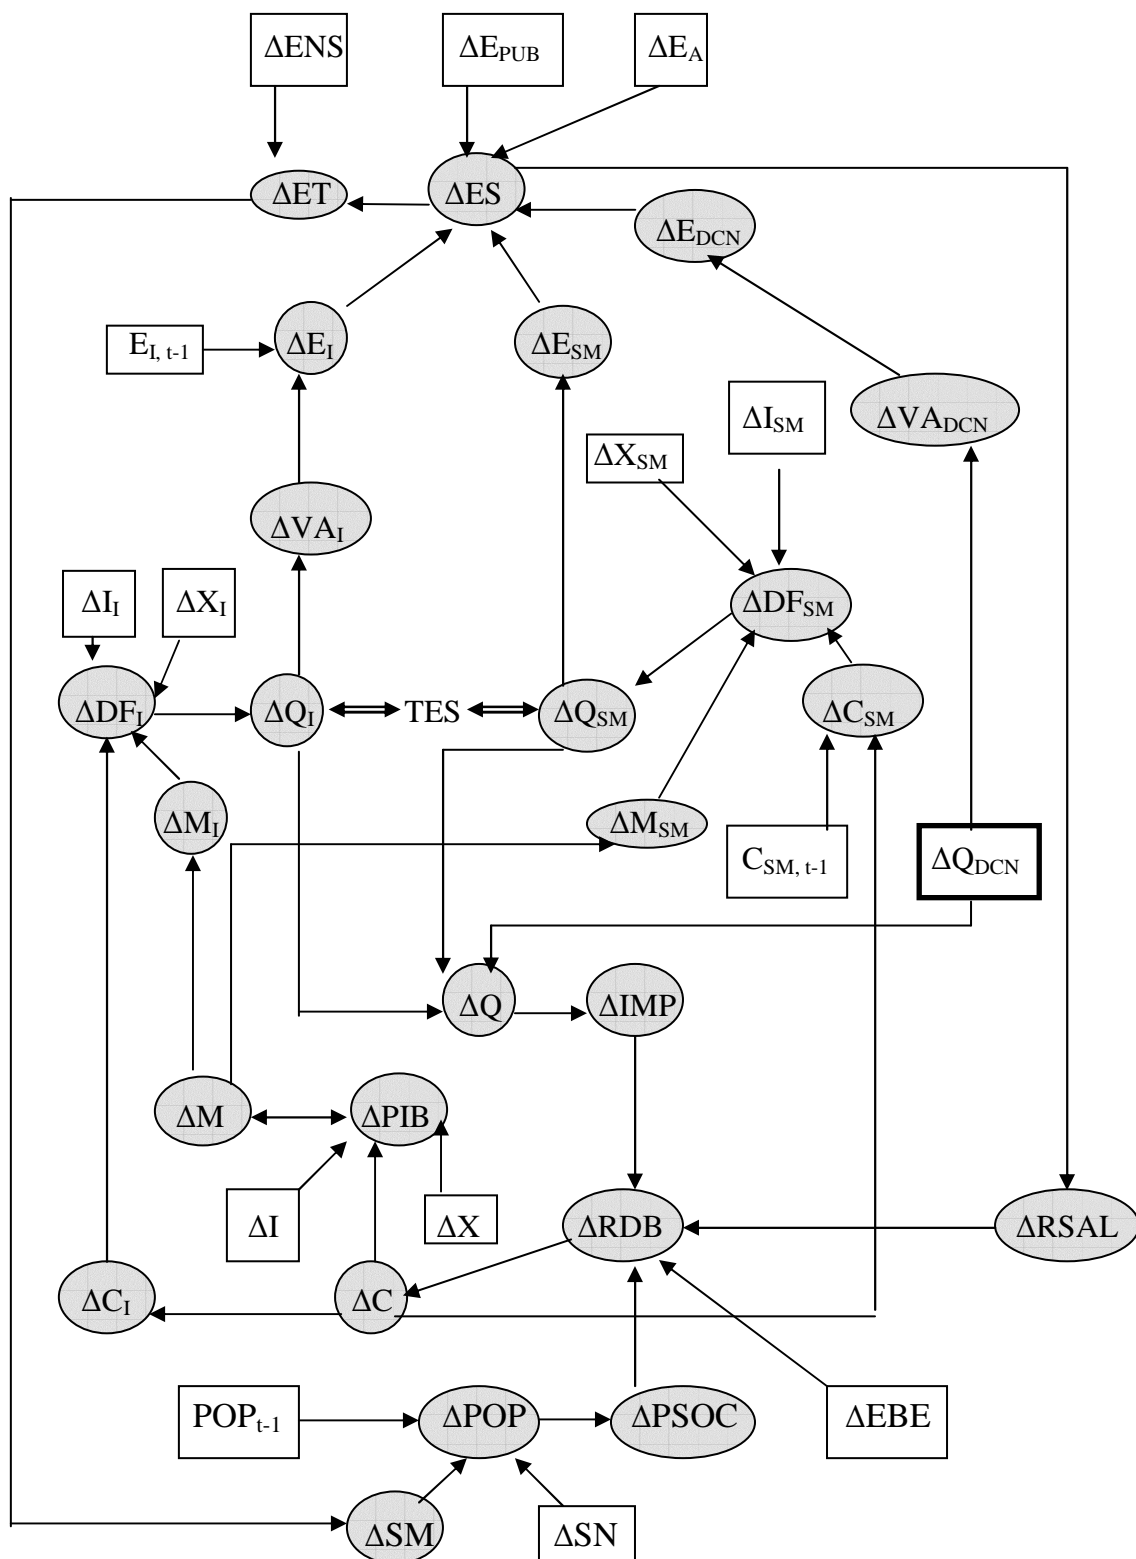 ΔENS
ΔE_PUB
ΔE_A
ΔET
ΔES
ΔE_DCN
E_I, t-1
ΔE_I
ΔE_SM
ΔVA_DCN
ΔI_SM
ΔX_SM
ΔVA_I
ΔI_I
ΔX_I
ΔDF_SM
ΔDF_I
ΔQ_I
TES
ΔQ_SM
ΔC_SM
ΔM_I
ΔM_SM
C_SM, t-1
ΔQ_DCN
ΔQ
ΔIMP
ΔM
ΔPIB
ΔI
ΔX
ΔRDB
ΔRSAL
ΔC_I
ΔC
POP_t-1
ΔPOP
ΔPSOC
ΔEBE
ΔSM
ΔSN